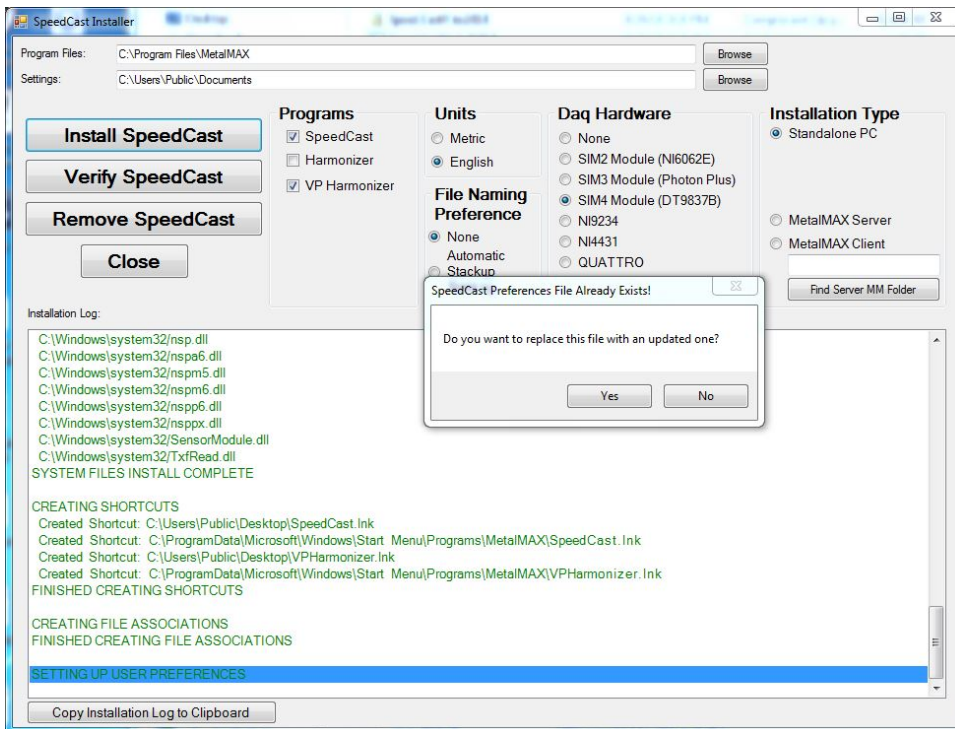 SpeedCast Installer
Program Files:
C:\Program Files\MetalMAX
Browse
Settings:
C:\Users\Public\Documents
Browse
Install SpeedCast
Verify SpeedCast
Remove SpeedCast
Close
Programs
SpeedCast
Harmonizer
VP Harmonizer
Units
Metric
English
File Naming
Preference
None
Automatic
Stackup
Daq Hardware
None
SIM2 Module (NI6062E)
SIM3 Module (Photon Plus)
SIM4 Module (DT9837B)
NI9234
NI4431
QUATTRO
Installation Type
Standalone PC
MetalMAX Server
MetalMAX Client
Find Server MM Folder
SpeedCast Preferences File Already Exists!
Do you want to replace this file with an updated one?
Yes
No
Installation Log:
C:\Windows\system32/nsp.dll
C:\Windows\system32/nspa6.dll
C:\Windows\system32/nspm5.dll
C:\Windows\system32/nspm6.dll
C:\Windows\system32/nspp6.dll
C:\Windows\system32/nsppx.dll
C:\Windows\system32/SensorModule.dll
C:\Windows\system32/TxfRead.dll
SYSTEM FILES INSTALL COMPLETE
CREATING SHORTCUTS
Created Shortcut: C:\Users\Public\Desktop\SpeedCast.lnk
Created Shortcut: C:\ProgramData\Microsoft\Windows\Start Menu\Programs\MetalMAX\SpeedCast.lnk
Created Shortcut: C:\Users\Public\Desktop\VPHarmonizer.lnk
Created Shortcut: C:\ProgramData\Microsoft\Windows\Start Menu\Programs\MetalMAX\VPHarmonizer.lnk
FINISHED CREATING SHORTCUTS
CREATING FILE ASSOCIATIONS
FINISHED CREATING FILE ASSOCIATIONS
SETTING UP USER PREFERENCES
Copy Installation Log to Clipboard